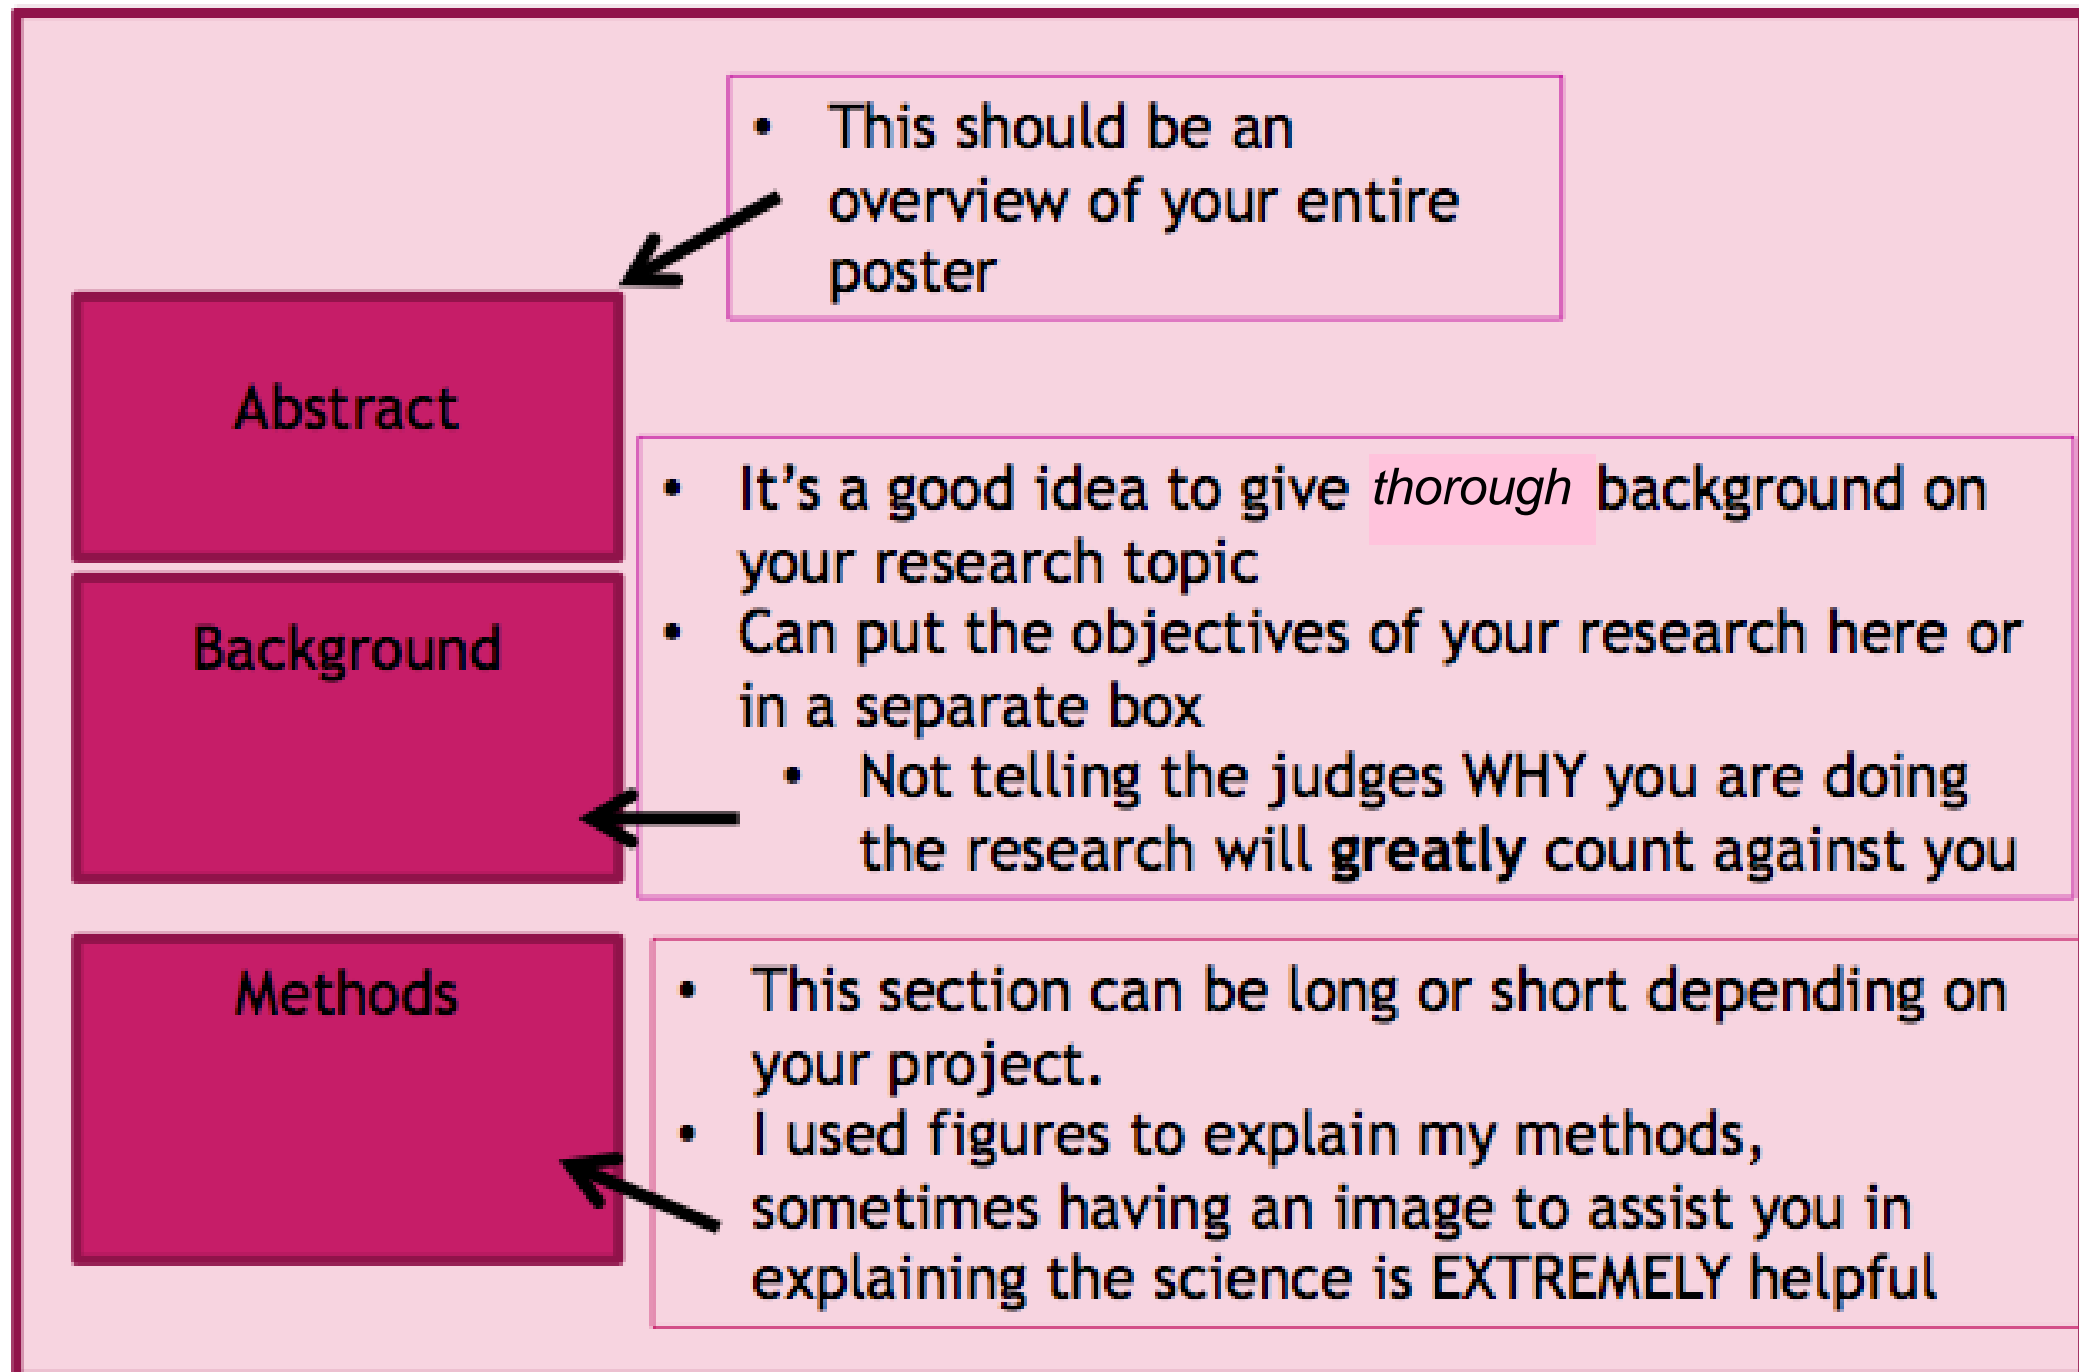 • This should be an
overview of your entire
poster
Abstract
• It’s a good idea to give thorough background on
your research topic
• Can put the objectives of your research here or
in a separate box
• Not telling the judges WHY you are doing
the research will greatly count against you
Background
• This section can be long or short depending on
your project.
• I used figures to explain my methods,
sometimes having an image to assist you in
explaining the science is EXTREMELY helpful
Methods